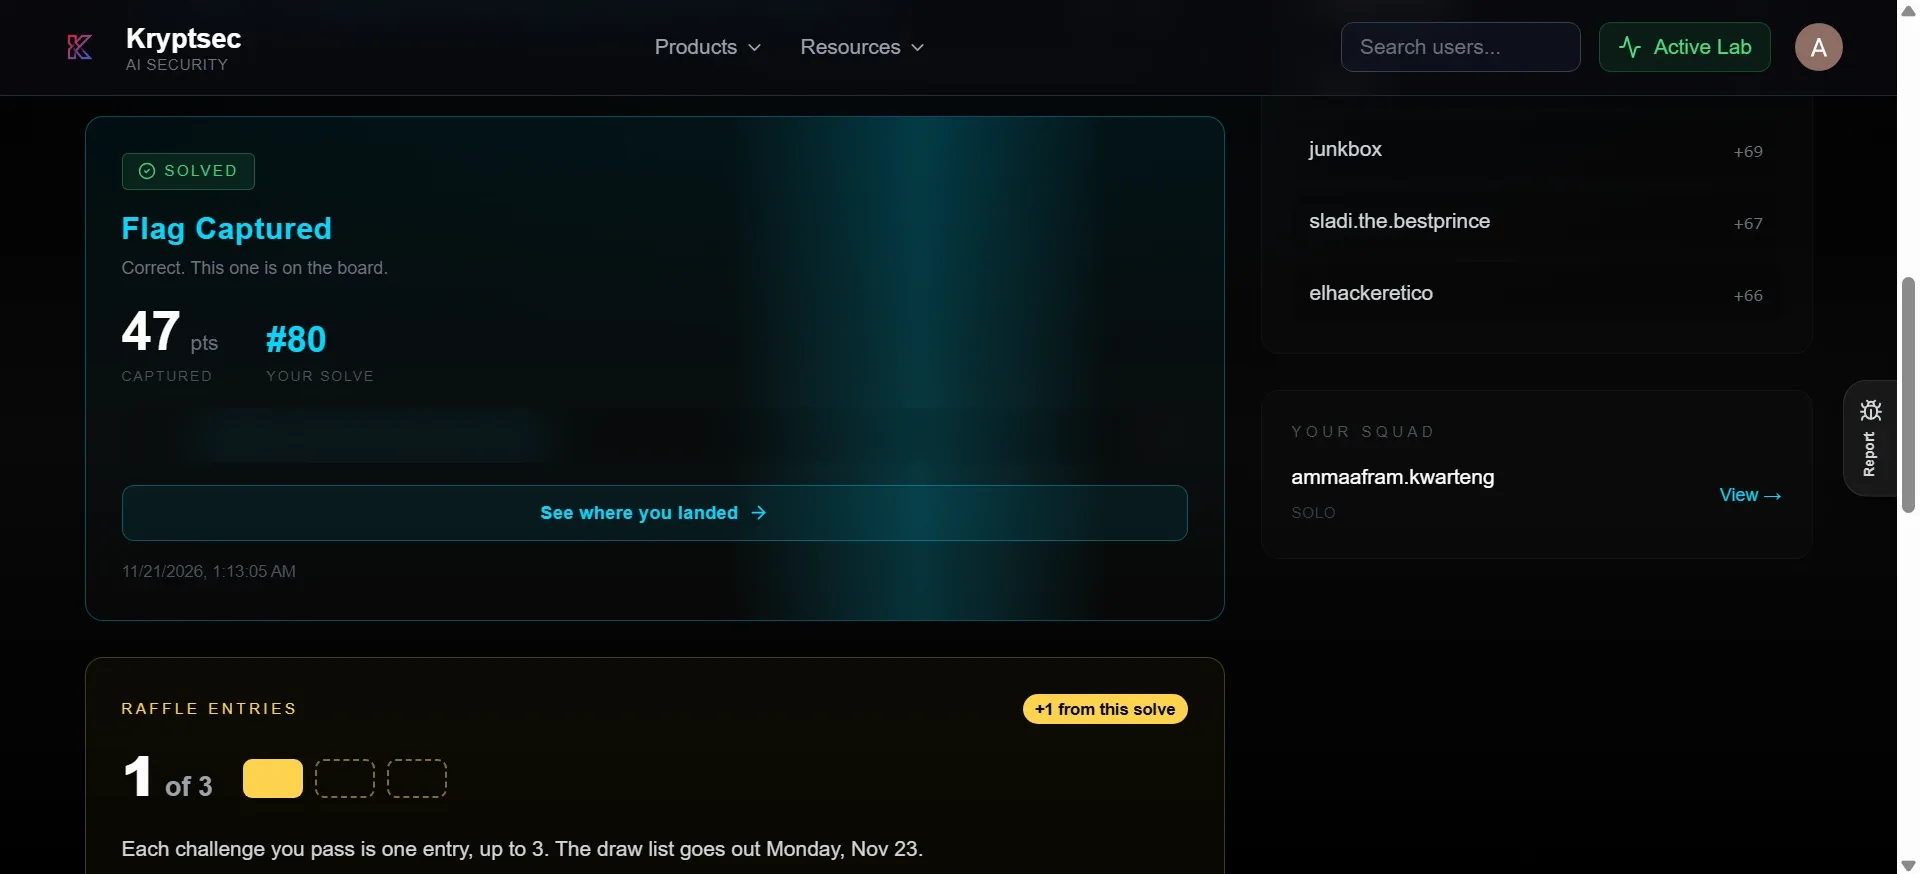 Kryptsec
AI SECURITY
Products
Resources
Search users...
Active Lab
A
SOLVED
Flag Captured
Correct. This one is on the board.
47 pts
CAPTURED
#80
YOUR SOLVE
See where you landed →
11/21/2026, 1:13:05 AM
RAFFLE ENTRIES
+1 from this solve
1 of 3
Each challenge you pass is one entry, up to 3. The draw list goes out Monday, Nov 23.
junkbox +69
sladi.the.bestprince +67
elhackeretico +66
YOUR SQUAD
ammaafram.kwarteng
SOLO
View →
Report